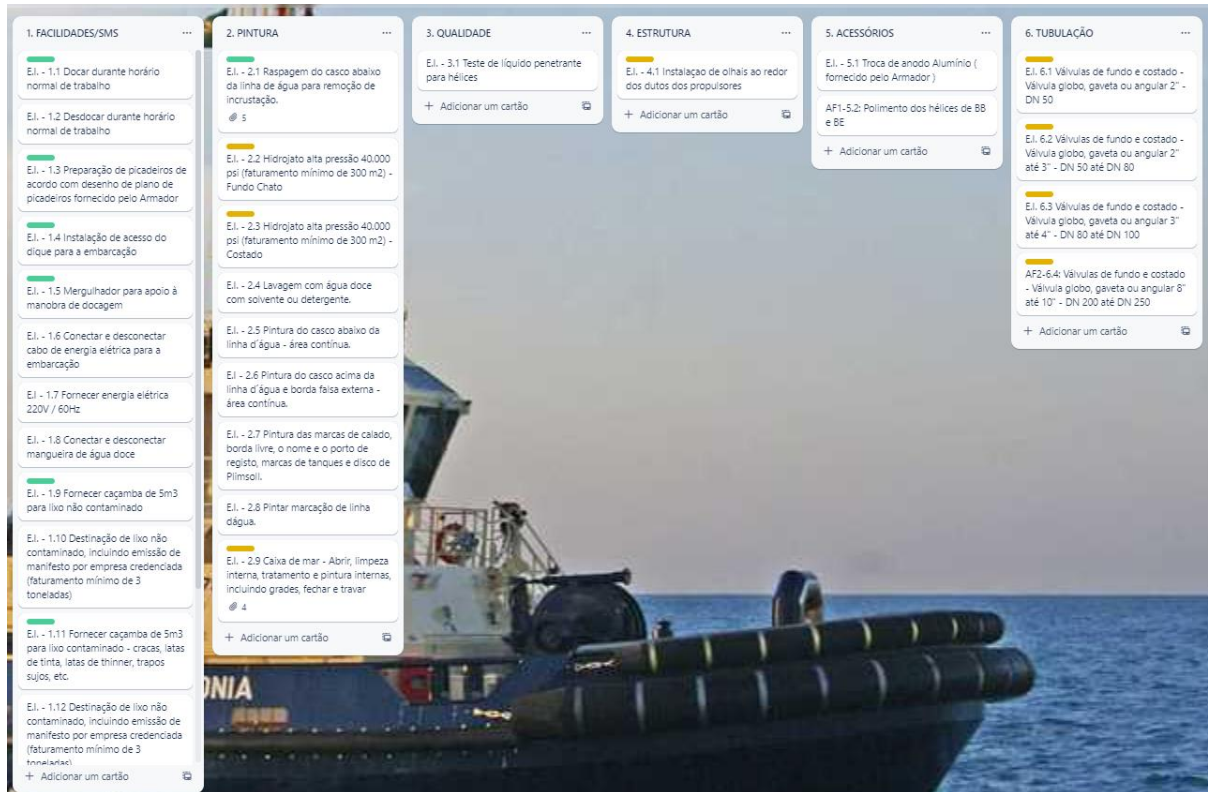 1. FACILIDADES/SMS
E.I. - 1.1 Docar durante horário
normal de trabalho
E.I. - 1.2 Desdocar durante horário
normal de trabalho
E.I. - 1.3 Preparação de picadeiros de
acordo com desenho de plano de
picadeiros fornecido pelo Armador
E.I. - 1.4 Instalação de acesso do
dique para a embarcação
E.I. - 1.5 Mergulhador para apoio à
manobra de docagem
E.I. - 1.6 Conectar e desconectar
cabo de energia elétrica para a
embarcação
E.I - 1.7 Fornecer energia elétrica
220V / 60Hz
E.I. - 1.8 Conectar e desconectar
mangueira de água doce
E.I. - 1.9 Fornecer caçamba de 5m3
para lixo não contaminado
E.I. - 1.10 Destinação de lixo não
contaminado, incluindo emissão de
manifesto por empresa credenciada
(faturamento mínimo de 3
toneladas)
E.I. - 1.11 Fornecer caçamba de 5m3
para lixo contaminado - cracas, latas
de tinta, latas de thinner, trapos
sujos, etc.
E.I. - 1.12 Destinação de lixo não
contaminado, incluindo emissão de
manifesto por empresa credenciada
(faturamento mínimo de 3
toneladas)
+ Adicionar um cartão
2. PINTURA
E.I. - 2.1 Raspagem do casco abaixo
da linha de água para remoção de
incrustação.
5
E.I. - 2.2 Hidrojato alta pressão 40.000
psi (faturamento mínimo de 300 m2) -
Fundo Chato
E.I. - 2.3 Hidrojato alta pressão 40.000
psi (faturamento mínimo de 300 m2) -
Costado
E.I. - 2.4 Lavagem com água doce
com solvente ou detergente.
E.I. - 2.5 Pintura do casco abaixo da
linha d´água - área contínua.
E.I - 2.6 Pintura do casco acima da
linha d´água e borda falsa externa -
área contínua.
E.I. - 2.7 Pintura das marcas de calado,
borda livre, o nome e o porto de
registo, marcas de tanques e disco de
Plimsoll.
E.I. - 2.8 Pintar marcação de linha
dágua.
E.I. - 2.9 Caixa de mar - Abrir, limpeza
interna, tratamento e pintura internas,
incluindo grades, fechar e travar
4
+ Adicionar um cartão
3. QUALIDADE
E.I. - 3.1 Teste de líquido penetrante
para hélices
+ Adicionar um cartão
4. ESTRUTURA
E.I. - 4.1 Instalaçao de olhais ao redor
dos dutos dos propulsores
+ Adicionar um cartão
5. ACESSÓRIOS
E.I. - 5.1 Troca de anodo Alumínio (
fornecido pelo Armador )
AF1-5.2: Polimento dos hélices de BB
e BE
+ Adicionar um cartão
6. TUBULAÇÃO
E.I. 6.1 Válvulas de fundo e costado -
Válvula globo, gaveta ou angular 2" -
DN 50
E.I. 6.2 Válvulas de fundo e costado -
Válvula globo, gaveta ou angular 2"
até 3" - DN 50 até DN 80
E.I. 6.3 Válvulas de fundo e costado -
Válvula globo, gaveta ou angular 3"
até 4" - DN 80 até DN 100
AF2-6.4: Válvulas de fundo e costado
- Válvula globo, gaveta ou angular 8"
até 10" - DN 200 até DN 250
+ Adicionar um cartão
ONIA